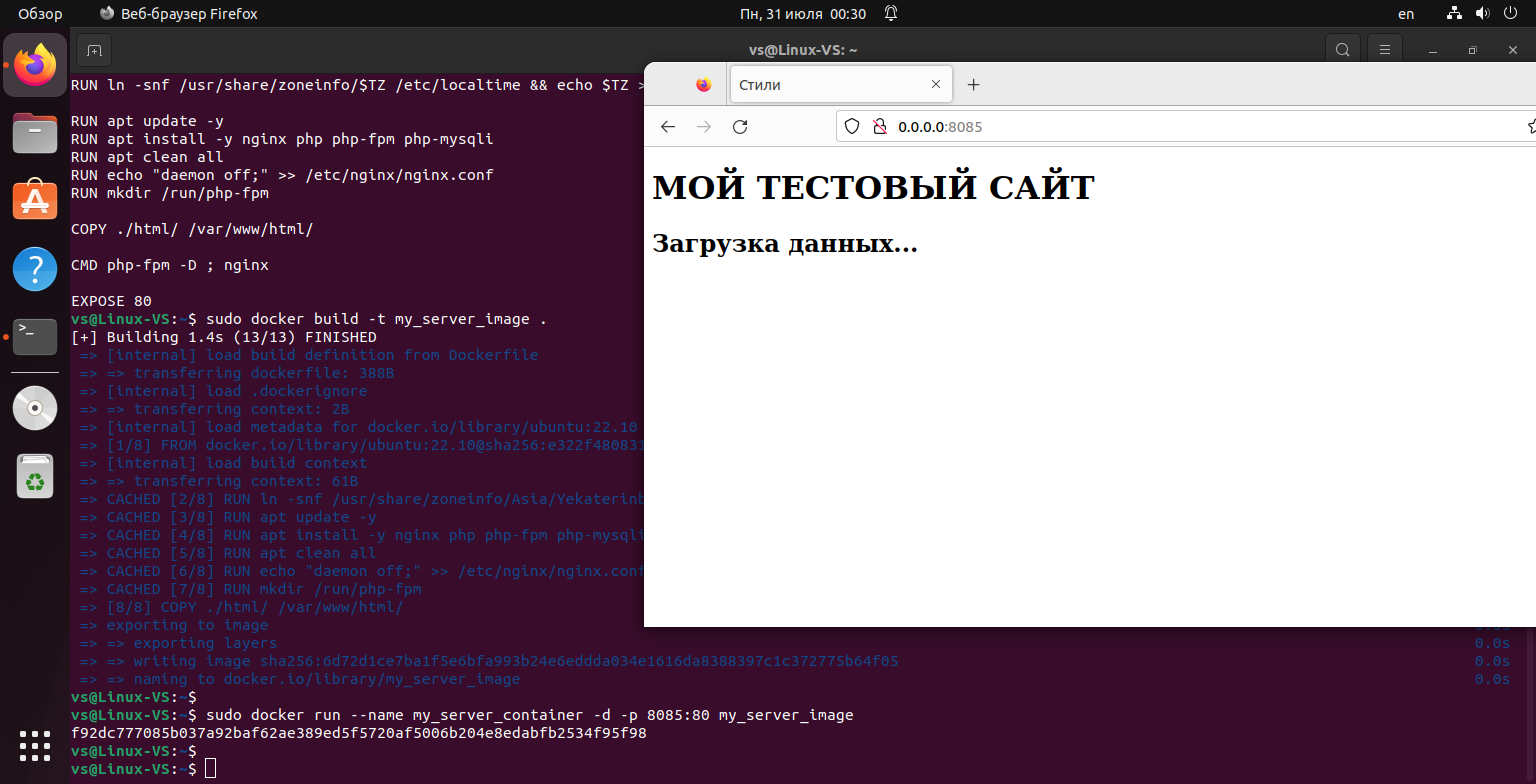 Обзор Веб-браузер Firefox Пн, 31 июля 00:30 en
vs@Linux-VS: ~
RUN ln -snf /usr/share/zoneinfo/$TZ /etc/localtime && echo $TZ >
RUN apt update -y
RUN apt install -y nginx php php-fpm php-mysqli
RUN apt clean all
RUN echo "daemon off;" >> /etc/nginx/nginx.conf
RUN mkdir /run/php-fpm
COPY ./html/ /var/www/html/
CMD php-fpm -D ; nginx
EXPOSE 80
vs@Linux-VS:~$ sudo docker build -t my_server_image .
[+] Building 1.4s (13/13) FINISHED
=> [internal] load build definition from Dockerfile
=> => transferring dockerfile: 388B
=> [internal] load .dockerignore
=> => transferring context: 2B
=> [internal] load metadata for docker.io/library/ubuntu:22.10
=> [1/8] FROM docker.io/library/ubuntu:22.10@sha256:e322f480831
=> [internal] load build context
=> => transferring context: 61B
=> CACHED [2/8] RUN ln -snf /usr/share/zoneinfo/Asia/Yekaterinb
=> CACHED [3/8] RUN apt update -y
=> CACHED [4/8] RUN apt install -y nginx php php-fpm php-mysqli
=> CACHED [5/8] RUN apt clean all
=> CACHED [6/8] RUN echo "daemon off;" >> /etc/nginx/nginx.conf
=> CACHED [7/8] RUN mkdir /run/php-fpm
=> [8/8] COPY ./html/ /var/www/html/
=> exporting to image
=> => exporting layers 0.0s
=> => writing image sha256:6d72d1ce7ba1f5e6bfa993b24e6eddda034e1616da8388397c1c372775b64f05 0.0s
=> => naming to docker.io/library/my_server_image 0.0s
vs@Linux-VS:~$
vs@Linux-VS:~$ sudo docker run --name my_server_container -d -p 8085:80 my_server_image
f92dc777085b037a92baf62ae389ed5f5720af5006b204e8edabfb2534f95f98
vs@Linux-VS:~$
vs@Linux-VS:~$
Стили
0.0.0.0:8085
МОЙ ТЕСТОВЫЙ САЙТ
Загрузка данных...